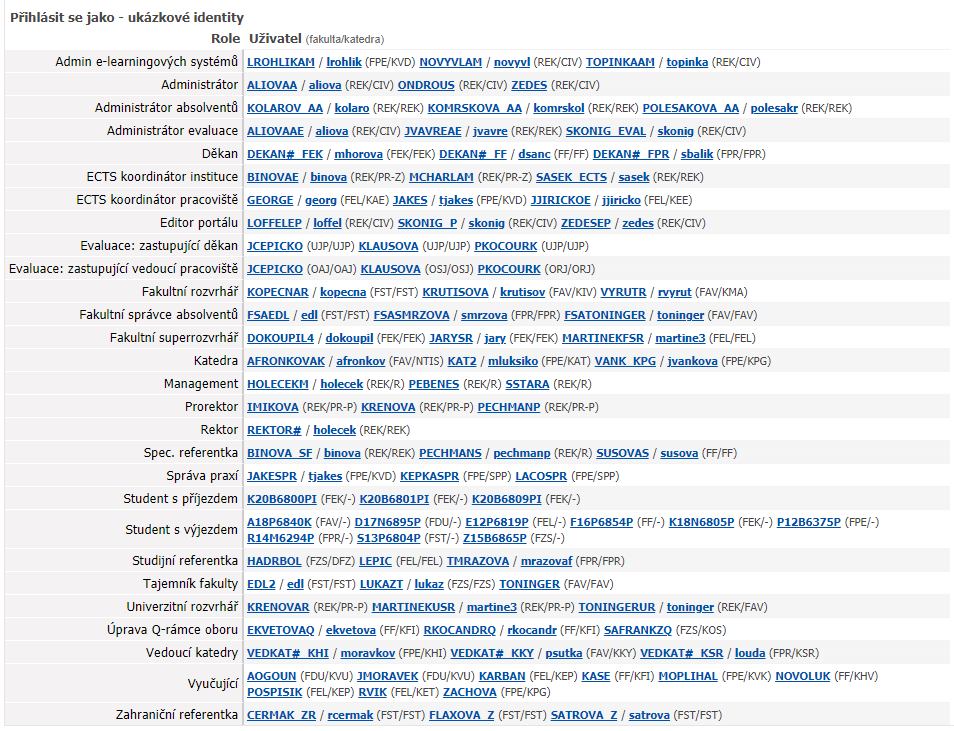 Přihlásit se jako - ukázkové identity
Role Uživatel (fakulta/katedra)
Admin e-learningových systémů LROHLIKAM / lrohlik (FPE/KVD) NOVYVLAM / novyvl (REK/CIV) TOPINKAAM / topinka (REK/CIV)
Administrátor ALIOVAA / aliova (REK/CIV) ONDROUS (REK/CIV) ZEDES (REK/CIV)
Administrátor absolventů KOLAROV_AA / kolaro (REK/REK) KOMRSKOVA_AA / komrskol (REK/REK) POLESAKOVA_AA / polesakr (REK/REK)
Administrátor evaluace ALIOVAAE / aliova (REK/CIV) JVAVREAE / jvavre (REK/REK) SKONIG_EVAL / skonig (REK/CIV)
Děkan DEKAN#_FEK / mhorova (FEK/FEK) DEKAN#_FF / dsanc (FF/FF) DEKAN#_FPR / sbalik (FPR/FPR)
ECTS koordinátor instituce BINOVAE / binova (REK/PR-Z) MCHARLAM (REK/PR-Z) SASEK_ECTS / sasek (REK/REK)
ECTS koordinátor pracoviště GEORGE / georg (FEL/KAE) JAKES / tjakes (FPE/KVD) JJIRICKOE / jjiricko (FEL/KEE)
Editor portálu LOFFELEP / loffel (REK/CIV) SKONIG_P / skonig (REK/CIV) ZEDESEP / zedes (REK/CIV)
Evaluace: zastupující děkan JCEPICKO (UJP/UJP) KLAUSOVA (UJP/UJP) PKOCOURK (UJP/UJP)
Evaluace: zastupující vedoucí pracoviště JCEPICKO (OAJ/OAJ) KLAUSOVA (OSJ/OSJ) PKOCOURK (ORJ/ORJ)
Fakultní rozvrhář KOPECNAR / kopecna (FST/FST) KRUTISOVA / krutisov (FAV/KIV) VYRUTR / rvyrut (FAV/KMA)
Fakultní správce absolventů FSAEDL / edl (FST/FST) FSASMRZOVA / smrzova (FPR/FPR) FSATONINGER / toninger (FAV/FAV)
Fakultní superrozvrhář DOKOUPIL4 / dokoupil (FEK/FEK) JARYSR / jary (FEK/FEK) MARTINEKFSR / martine3 (FEL/FEL)
Katedra AFRONKOVAK / afronkov (FAV/NTIS) KAT2 / mluksiko (FPE/KAT) VANK_KPG / jvankova (FPE/KPG)
Management HOLECEKM / holecek (REK/R) PEBENES (REK/R) SSTARA (REK/R)
Prorektor IMIKOVA (REK/PR-P) KRENOVA (REK/PR-P) PECHMANP (REK/PR-P)
Rektor REKTOR# / holecek (REK/REK)
Spec. referentka BINOVA_SF / binova (REK/REK) PECHMANS / pechmanp (REK/R) SUSOVAS / susova (FF/FF)
Správa praxí JAKESPR / tjakes (FPE/KVD) KEPKASPR (FPE/SPP) LACOSPR (FPE/SPP)
Student s příjezdem K20B6800PI (FEK/-) K20B6801PI (FEK/-) K20B6809PI (FEK/-)
Student s výjezdem A18P6840K (FAV/-) D17N6895P (FDU/-) E12P6819P (FEL/-) F16P6854P (FF/-) K18N6805P (FEK/-) P12B6375P (FPE/-)
R14M6294P (FPR/-) S13P6804P (FST/-) Z15B6865P (FZS/-)
Studijní referentka HADRBOL (FZS/DFZ) LEPIC (FEL/FEL) TMRAZOVA / mrazovaf (FPR/FPR)
Tajemník fakulty EDL2 / edl (FST/FST) LUKAZT / lukaz (FZS/FZS) TONINGER (FAV/FAV)
Univerzitní rozvrhář KRENOVAR (REK/PR-P) MARTINEKUSR / martine3 (REK/PR-P) TONINGERUR / toninger (REK/FAV)
Úprava Q-rámce oboru EKVETOVAQ / ekvetova (FF/KFI) RKOCANDRQ / rkocandr (FF/KFI) SAFRANKZQ (FZS/KOS)
Vedoucí katedry VEDKAT#_KHI / moravkov (FPE/KHI) VEDKAT#_KKY / psutka (FAV/KKY) VEDKAT#_KSR / louda (FPR/KSR)
Vyučující AOGOUN (FDU/KVU) JMORAVEK (FDU/KVU) KARBAN (FEL/KEP) KASE (FF/KFI) MOPLIHAL (FPE/KVK) NOVOLUK (FF/KHV)
POSPISIK (FEL/KEP) RVIK (FEL/KET) ZACHOVA (FPE/KPG)
Zahraniční referentka CERMAK_ZR / rcermak (FST/FST) FLAXOVA_Z (FST/FST) SATROVA_Z / satrova (FST/FST)